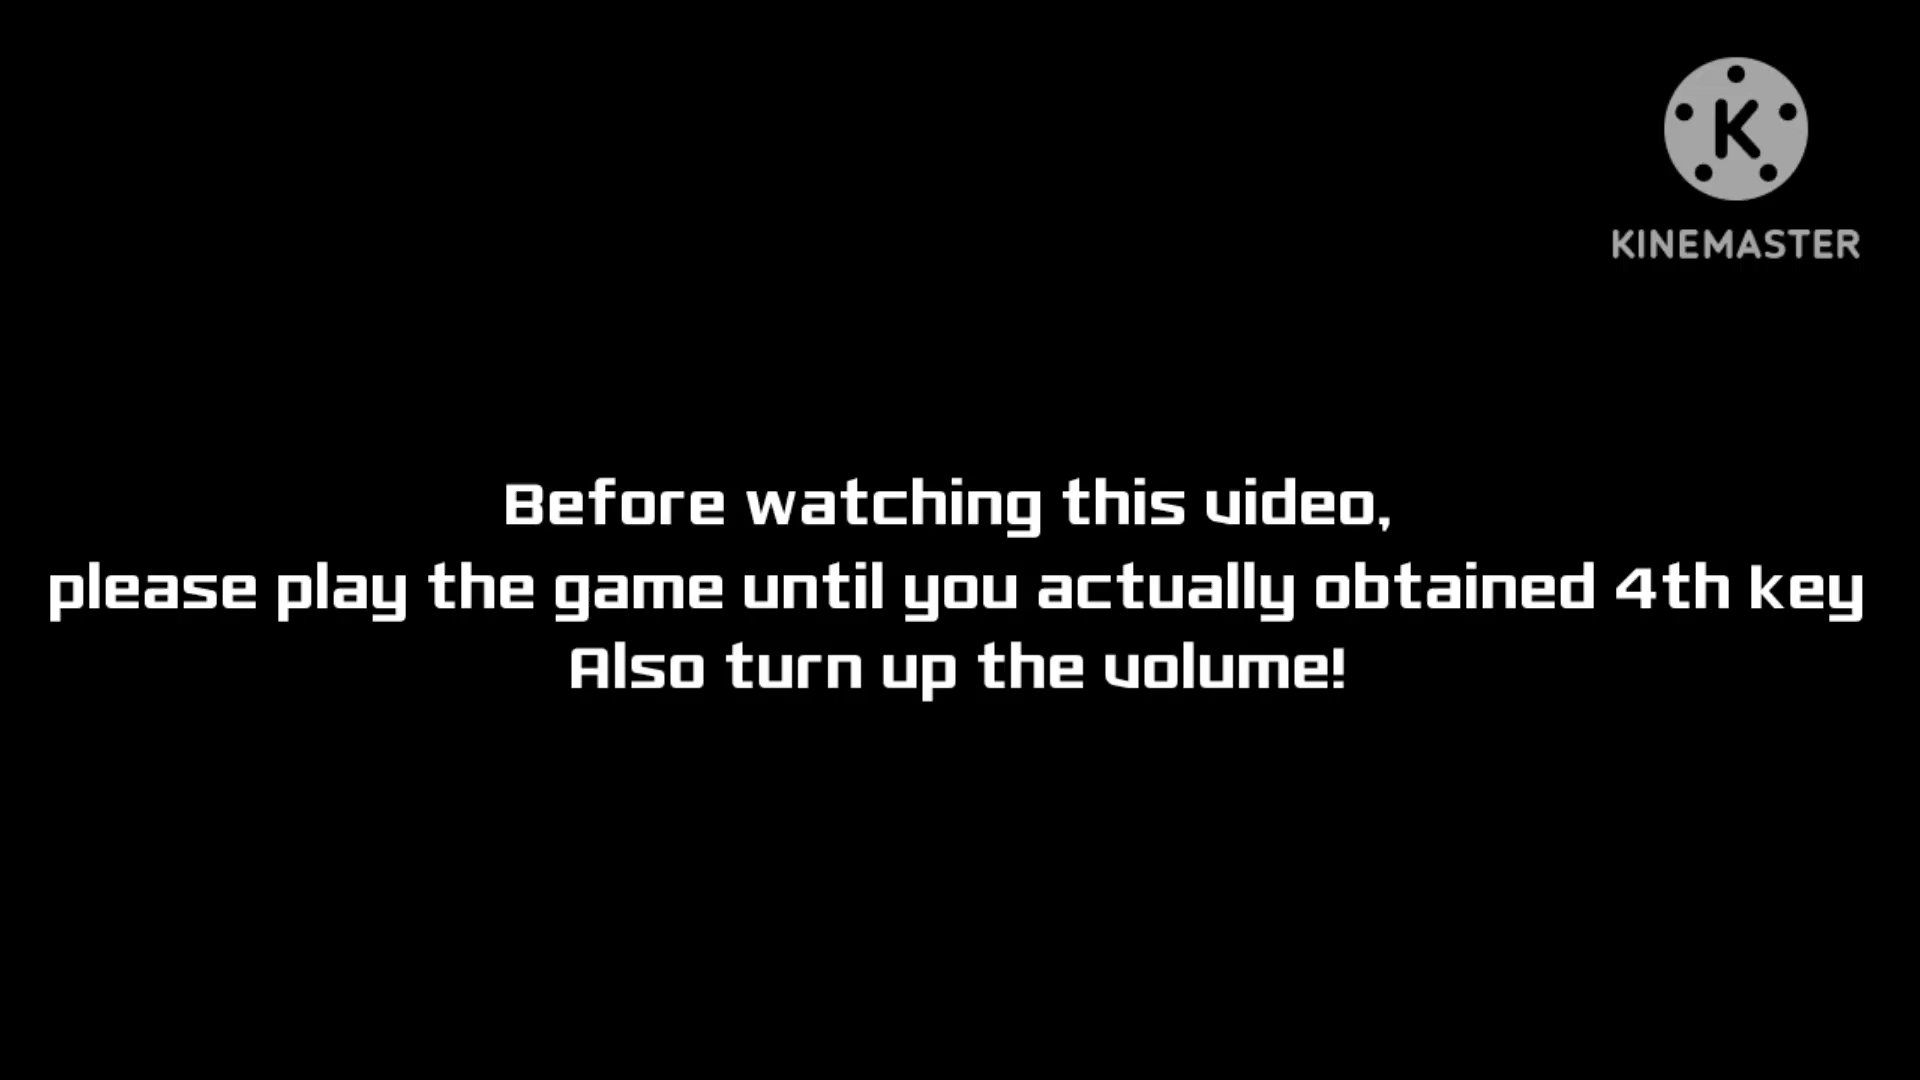 K
KINEMASTER
Before watching this video,
please play the game until you actually obtained 4th key
Also turn up the volume!